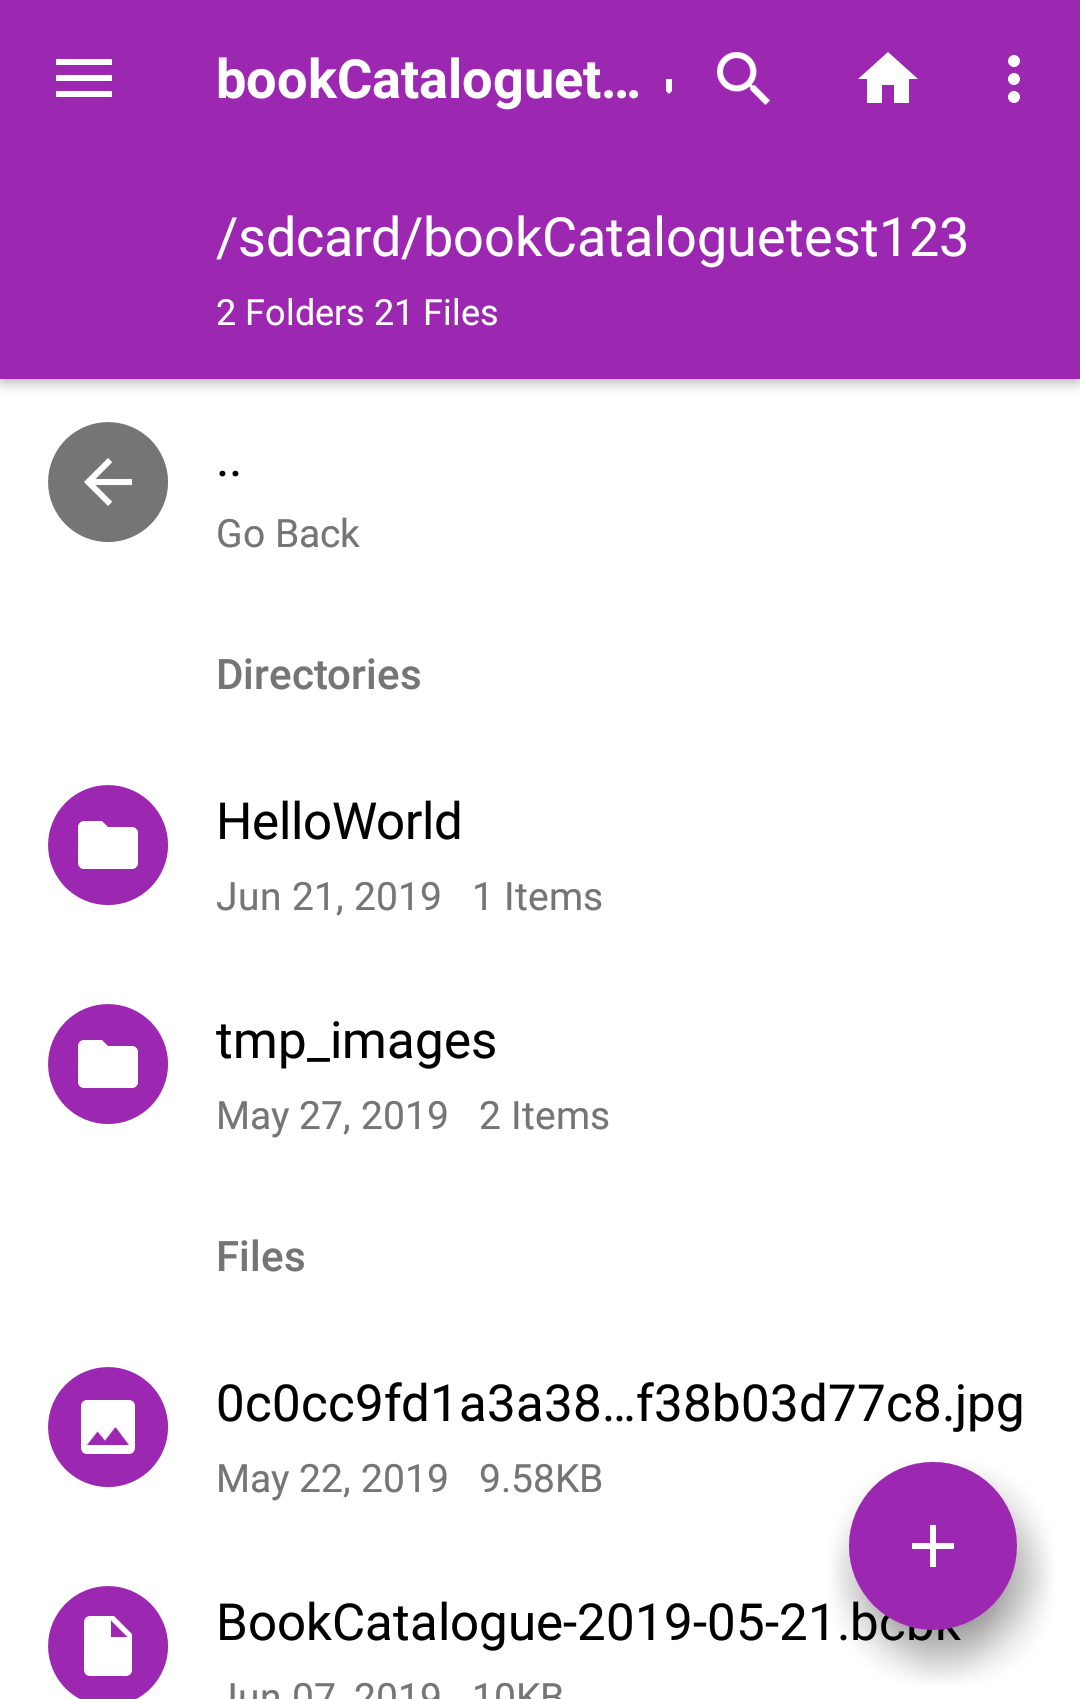 bookCataloguet...
/sdcard/bookCataloguetest123
2 Folders 21 Files
..
Go Back
Directories
HelloWorld
Jun 21, 2019 1 Items
tmp_images
May 27, 2019 2 Items
Files
0c0cc9fd1a3a38...f38b03d77c8.jpg
May 22, 2019 9.58KB
BookCatalogue-2019-05-21.bcbk
Jun 07, 2019 10KB